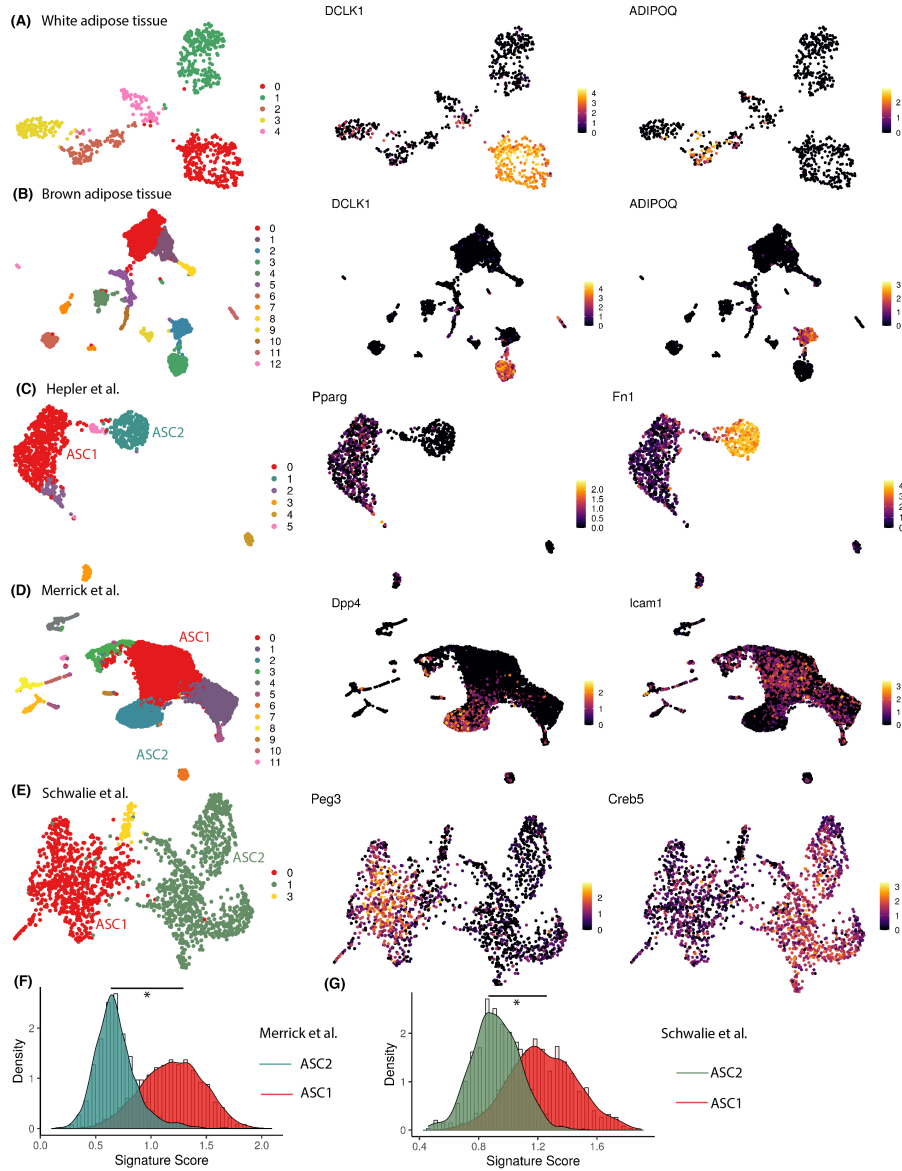 (A) White adipose tissue
DCLK1
ADIPOQ
0
1
2
3
4
4
3
2
1
0
2
1
0
(B) Brown adipose tissue
DCLK1
ADIPOQ
0
1
2
3
4
5
6
7
8
9
10
11
12
4
3
2
1
0
3
2
1
0
(C) Hepler et al.
Pparg
Fn1
ASC1
ASC2
0
1
2
3
4
5
2.0
1.5
1.0
0.5
0.0
4
3
2
1
0
(D) Merrick et al.
Dpp4
Icam1
ASC1
ASC2
0
1
2
3
4
5
6
7
8
9
10
11
2
1
0
3
2
1
0
(E) Schwalie et al.
Peg3
Creb5
ASC1
ASC2
0
1
3
2
1
0
3
2
1
0
(F)
*
Density
2
1
0
0.0 0.5 1.0 1.5 2.0
Signature Score
Merrick et al.
ASC2
ASC1
(G)
*
Density
2
1
0
0.4 0.8 1.2 1.6
Signature Score
Schwalie et al.
ASC2
ASC1